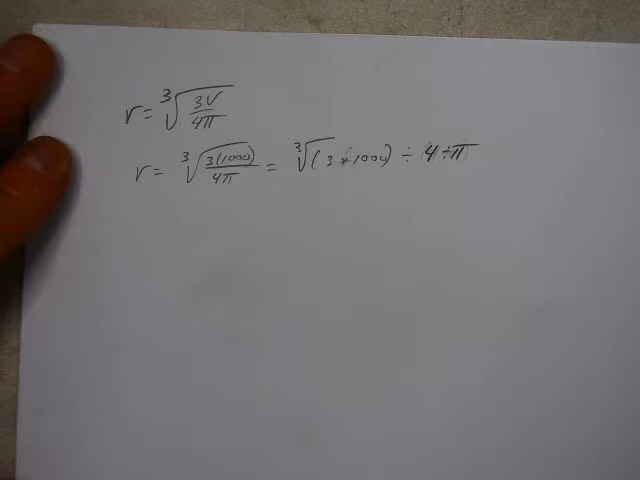 r = ∛(3V/4π)
r = ∛(3(1000)/4π) = ∛(3 * 1000) ÷ 4 ÷ π